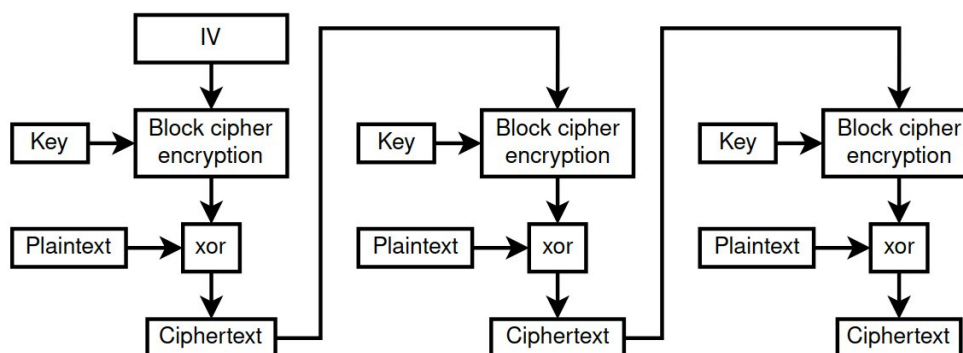 IV
Key
Block cipher
encryption
Key
Block cipher
encryption
Key
Block cipher
encryption
Plaintext
xor
Plaintext
xor
Plaintext
xor
Ciphertext
Ciphertext
Ciphertext